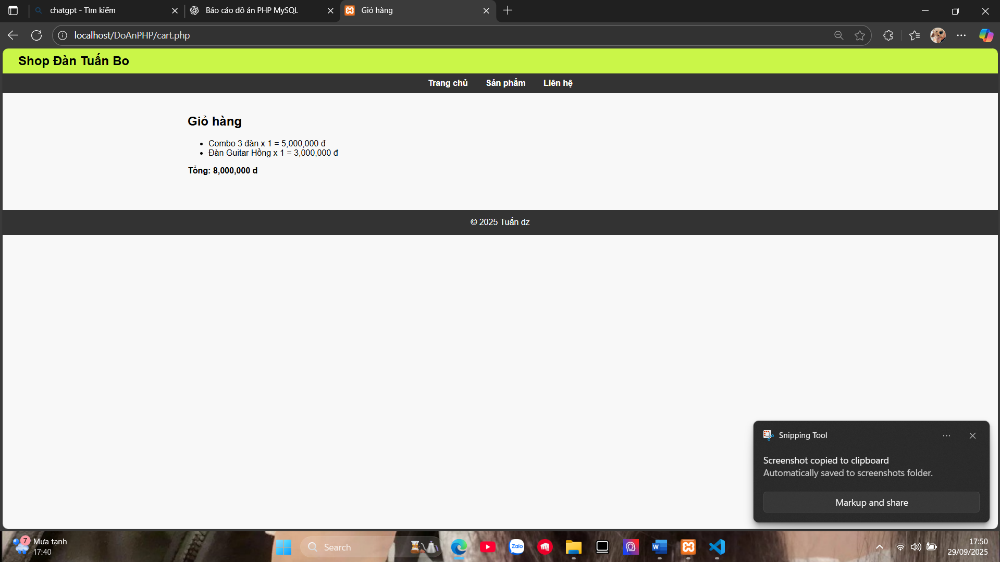 chatgpt - Tìm kiếm
Báo cáo đồ án PHP MySQL
Giỏ hàng
localhost/DoAnPHP/cart.php
Shop Đàn Tuấn Bo
Trang chủ Sản phẩm Liên hệ
Giỏ hàng
• Combo 3 đàn x 1 = 5,000,000 đ
• Đàn Guitar Hồng x 1 = 3,000,000 đ
Tổng: 8,000,000 đ
© 2025 Tuấn dz
Snipping Tool
Screenshot copied to clipboard
Automatically saved to screenshots folder.
Markup and share
7
Mưa tạnh
17:40
Search
Zalo
W
17:50
29/09/2025